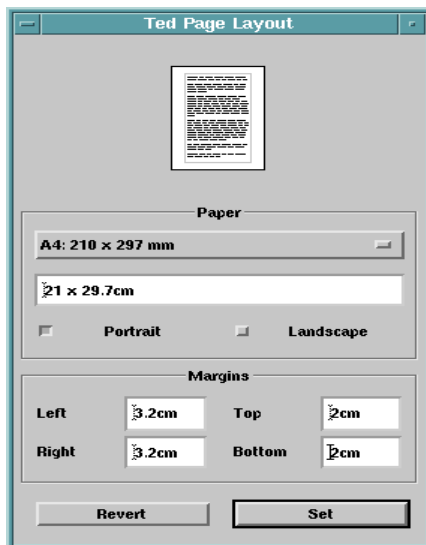 Ted Page Layout
Paper
A4: 210 x 297 mm
21 x 29.7cm
Portrait Landscape
Margins
Left 3.2cm Top 2cm
Right 3.2cm Bottom 2cm
Revert Set